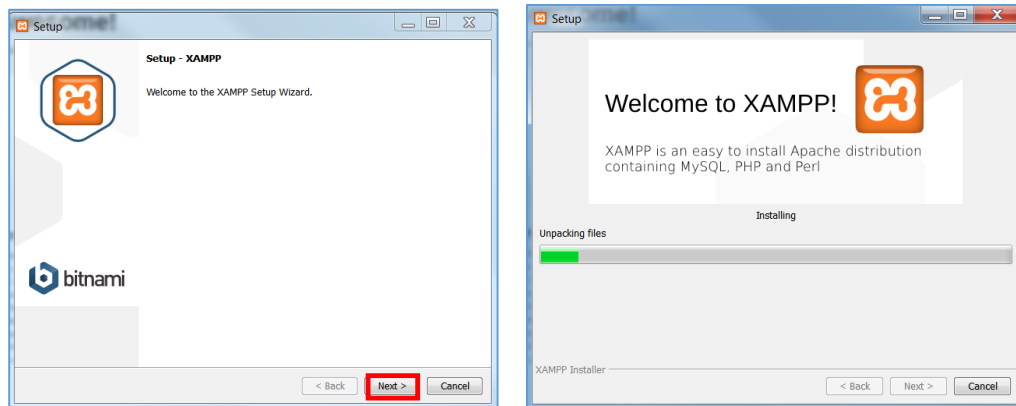 Setup
Setup - XAMPP
Welcome to the XAMPP Setup Wizard.
bitnami
< Back Next > Cancel
Setup
Welcome to XAMPP!
XAMPP is an easy to install Apache distribution
containing MySQL, PHP and Perl
Installing
Unpacking files
XAMPP Installer
< Back Next > Cancel